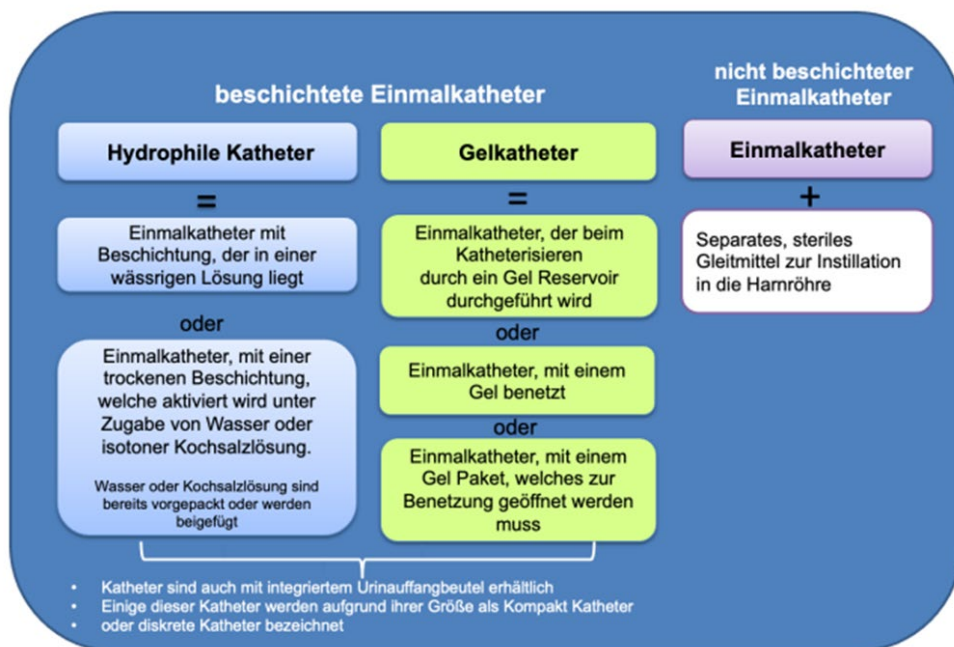 beschichtete Einmalkatheter
nicht beschichteter
Einmalkatheter
Hydrophile Katheter
=
Einmalkatheter mit
Beschichtung, der in einer
wässrigen Lösung liegt
oder
Einmalkatheter, mit einer
trockenen Beschichtung,
welche aktiviert wird unter
Zugabe von Wasser oder
isotoner Kochsalzlösung.
Wasser oder Kochsalzlösung sind
bereits vorgepackt oder werden
beigefügt
Gelkatheter
=
Einmalkatheter, der beim
Katheterisieren
durch ein Gel Reservoir
durchgeführt wird
oder
Einmalkatheter, mit einem
Gel benetzt
oder
Einmalkatheter, mit einem
Gel Paket, welches zur
Benetzung geöffnet werden
muss
Einmalkatheter
+
Separates, steriles
Gleitmittel zur Instillation
in die Harnröhre
• Katheter sind auch mit integriertem Urinauffangbeutel erhältlich
• Einige dieser Katheter werden aufgrund ihrer Größe als Kompakt Katheter
• oder diskrete Katheter bezeichnet